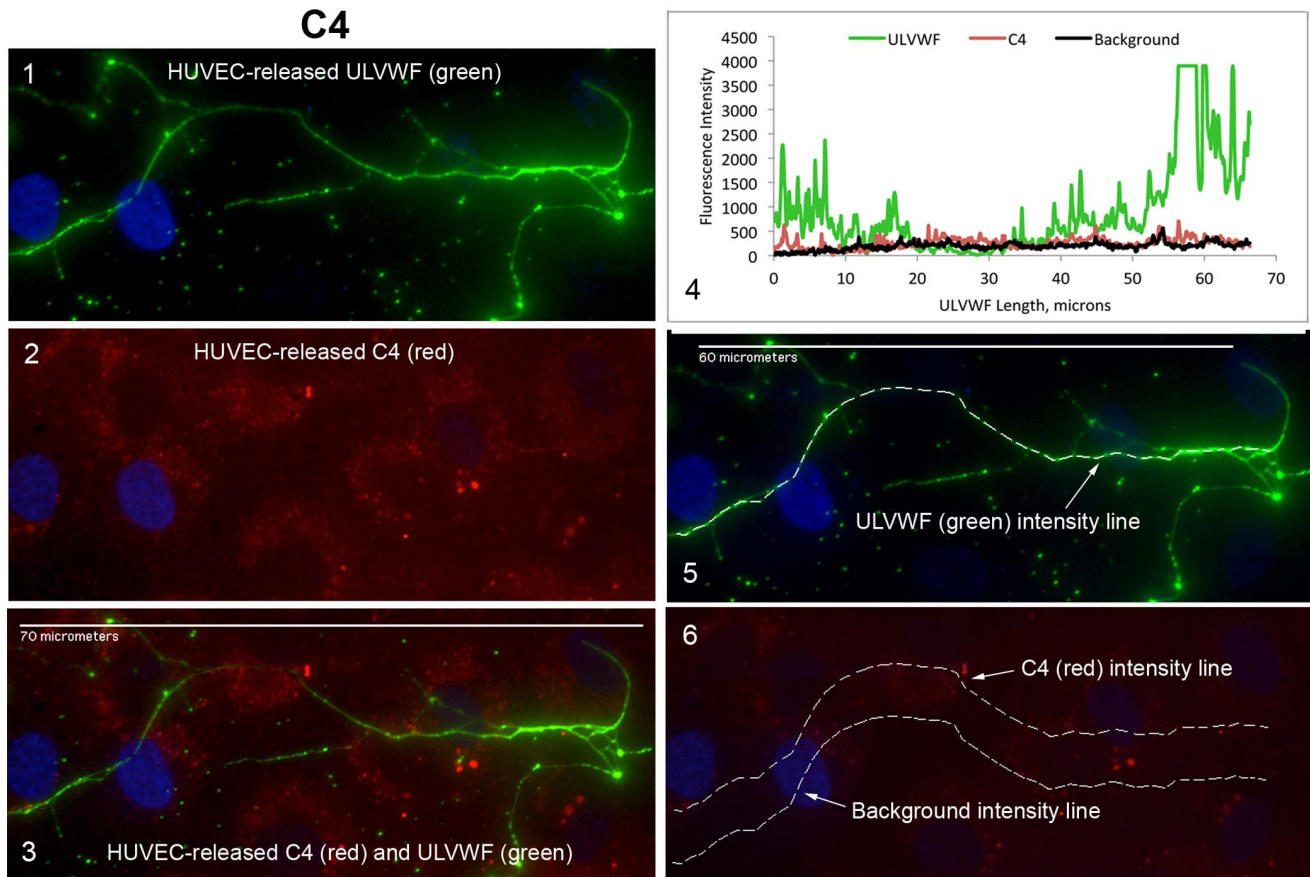 C4
1
HUVEC-released ULVWF (green)
2
HUVEC-released C4 (red)
70 micrometers
3
HUVEC-released C4 (red) and ULVWF (green)
4500
4000
3500
3000
2500
2000
1500
1000
500
0
Fluorescence Intensity
ULVWF
C4
Background
0
10
20
30
40
50
60
70
ULVWF Length, microns
4
60 micrometers
ULVWF (green) intensity line
5
6
C4 (red) intensity line
Background intensity line